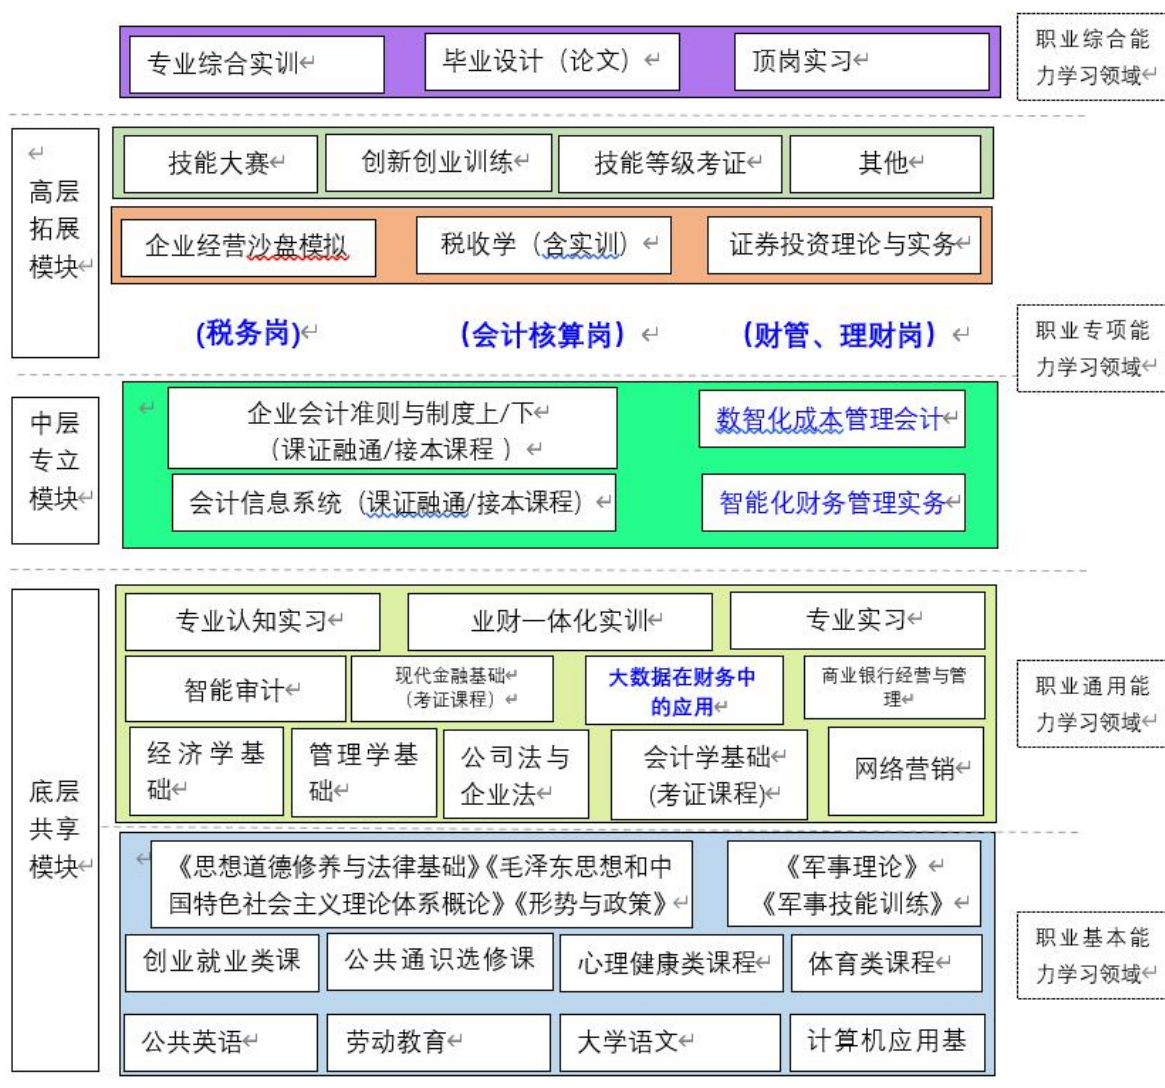 专业综合实训
毕业设计（论文）
顶岗实习
职业综合能
力学习领域
高层
拓展
模块
技能大赛
创新创业训练
技能等级考证
其他
企业经营沙盘模拟
税收学（含实训）
证券投资理论与实务
(税务岗)
(会计核算岗）
（财管、理财岗）
职业专项能
力学习领域
中层
专立
模块
企业会计准则与制度上/下
（课证融通/接本课程 ）
数智化成本管理会计
会计信息系统（课证融通/接本课程）
智能化财务管理实务
底层
共享
模块
专业认知实习
业财一体化实训
专业实习
智能审计
现代金融基础
（考证课程）
大数据在财务中
的应用
商业银行经营与管
理
职业通用能
力学习领域
经济学基
础
管理学基
础
公司法与
企业法
会计学基础
(考证课程)
网络营销
《思想道德修养与法律基础》《毛泽东思想和中
国特色社会主义理论体系概论》《形势与政策》
《军事理论》
《军事技能训练》
创业就业类课
公共通识选修课
心理健康类课程
体育类课程
职业基本能
力学习领域
公共英语
劳动教育
大学语文
计算机应用基